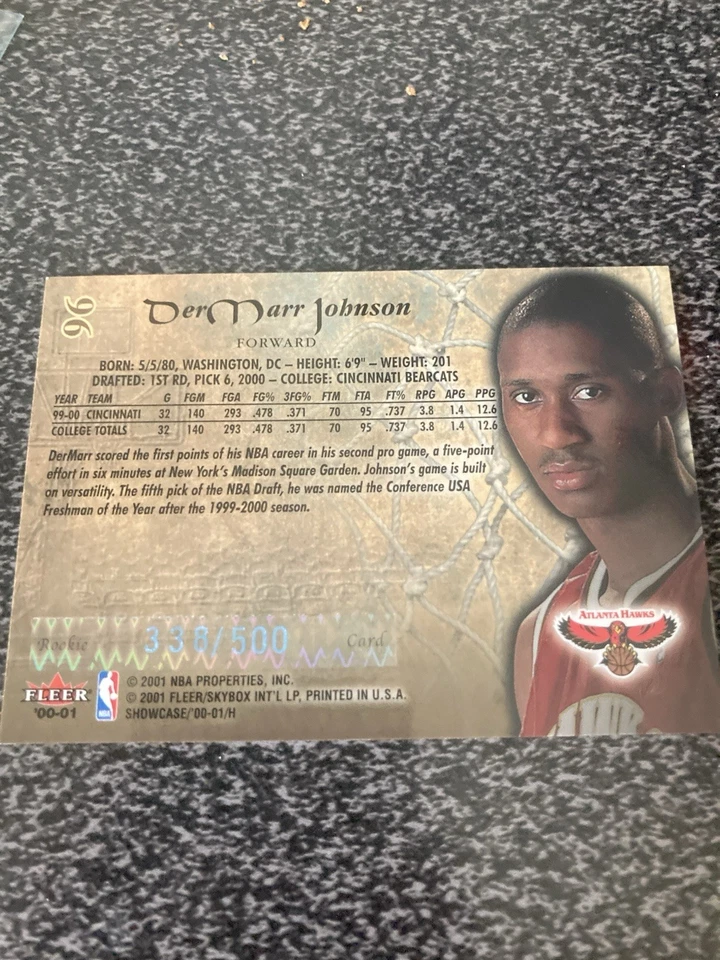 96
DerMarr Johnson
FORWARD
BORN: 5/5/80, WASHINGTON, DC – HEIGHT: 6'9" – WEIGHT: 201
DRAFTED: 1ST RD, PICK 6, 2000 – COLLEGE: CINCINNATI BEARCATS
YEAR TEAM G FGM FGA FG% 3FG% FTM FTA FT% RPG APG PPG
99-00 CINCINNATI 32 140 293 .478 .371 70 95 .737 3.8 1.4 12.6
COLLEGE TOTALS 32 140 293 .478 .371 70 95 .737 3.8 1.4 12.6
DerMarr scored the first points of his NBA career in his second pro game, a five-point
effort in six minutes at New York's Madison Square Garden. Johnson's game is built
on versatility. The fifth pick of the NBA Draft, he was named the Conference USA
Freshman of the Year after the 1999-2000 season.
ATLANTA HAWKS
Rookie 338/500 Card
FLEER
'00-01
NBA
© 2001 NBA PROPERTIES, INC.
© 2001 FLEER/SKYBOX INT'L LP, PRINTED IN U.S.A.
SHOWCASE/'00-01/H